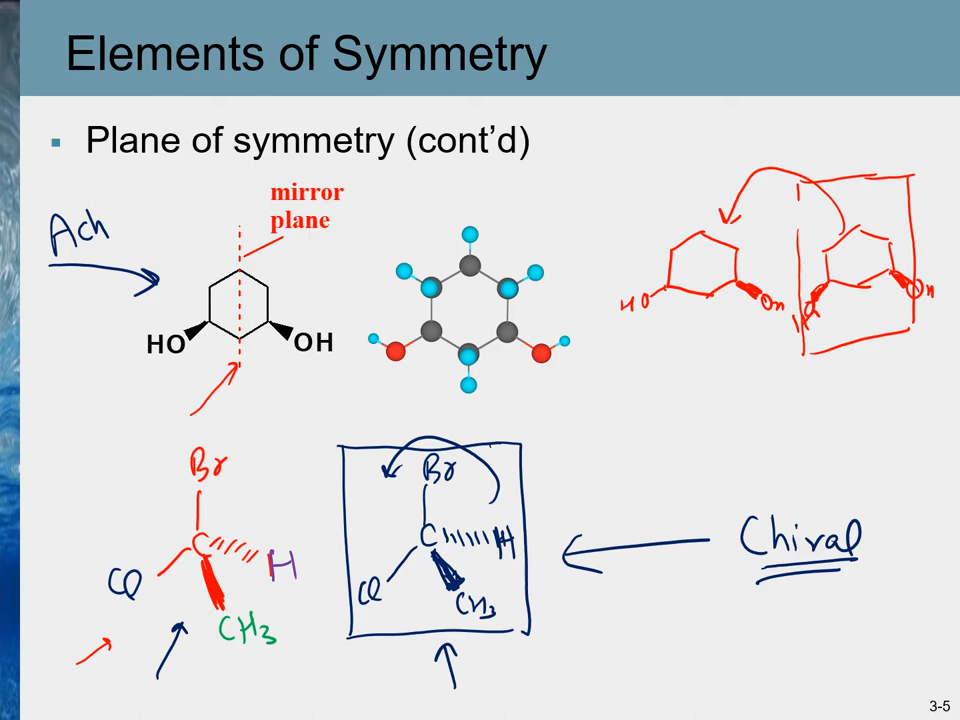 Elements of Symmetry
▪ Plane of symmetry (cont’d)
mirror
plane
Ach
HO
OH
HO
OH
HO
OH
Br
C
H
Cl
CH3
Br
C
H
Cl
CH3
Chiral
3-5